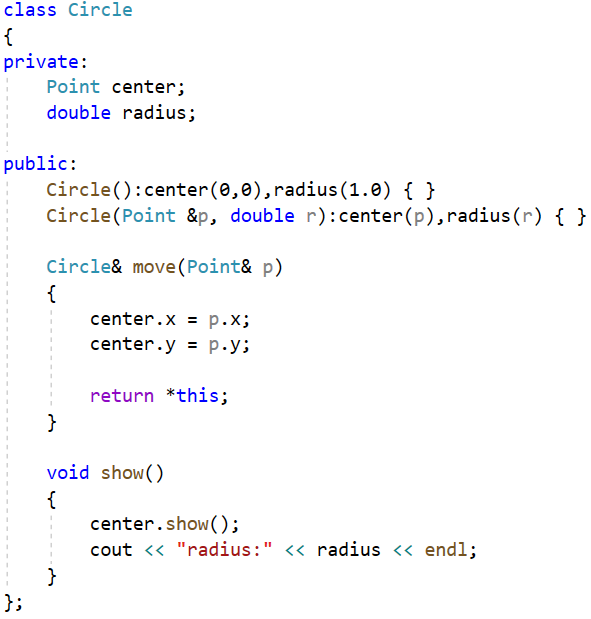 class Circle
{
private:
    Point center;
    double radius;

public:
    Circle():center(0,0),radius(1.0) { }
    Circle(Point &p, double r):center(p),radius(r) { }

    Circle& move(Point& p)
    {
        center.x = p.x;
        center.y = p.y;

        return *this;
    }

    void show()
    {
        center.show();
        cout << "radius:" << radius << endl;
    }
};